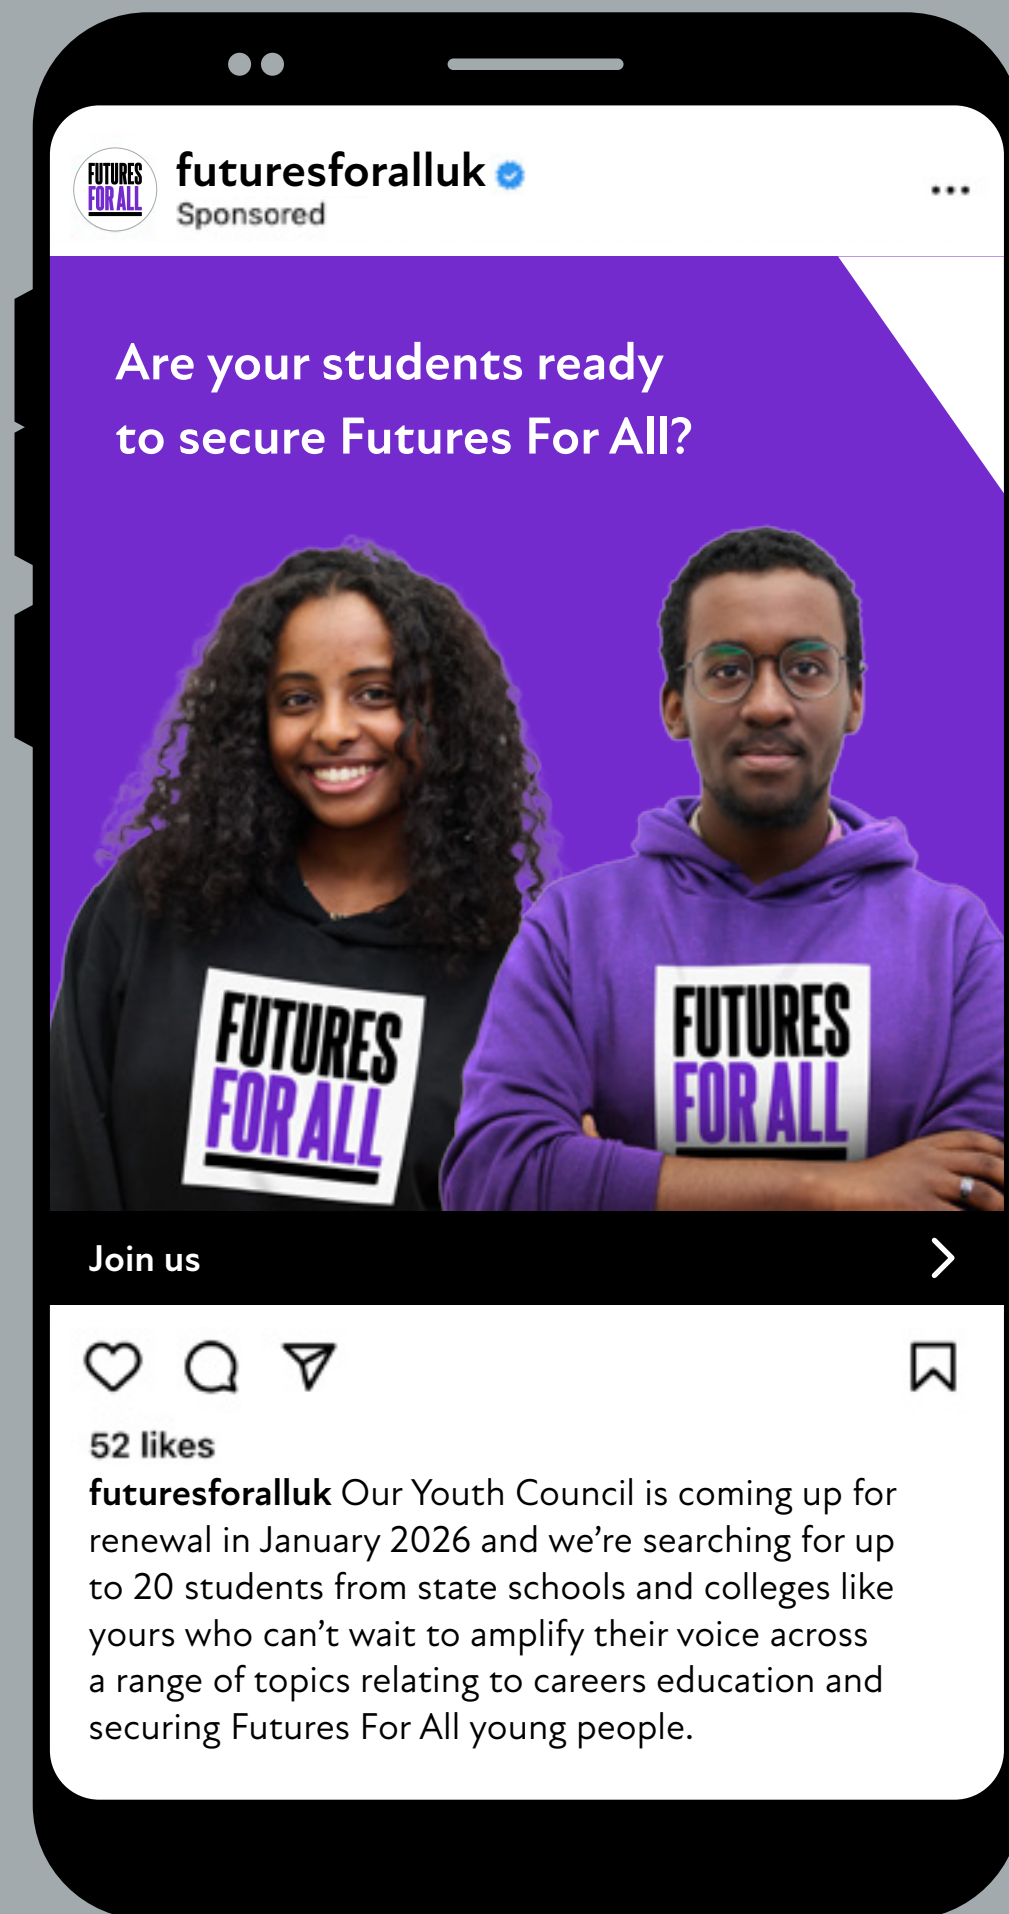 FUTURES
FOR ALL
futuresforalluk
Sponsored
Are your students ready
to secure Futures For All?
FUTURES
FOR ALL
FUTURES
FOR ALL
Join us
52 likes
futuresforalluk Our Youth Council is coming up for
renewal in January 2026 and we’re searching for up
to 20 students from state schools and colleges like
yours who can’t wait to amplify their voice across
a range of topics relating to careers education and
securing Futures For All young people.